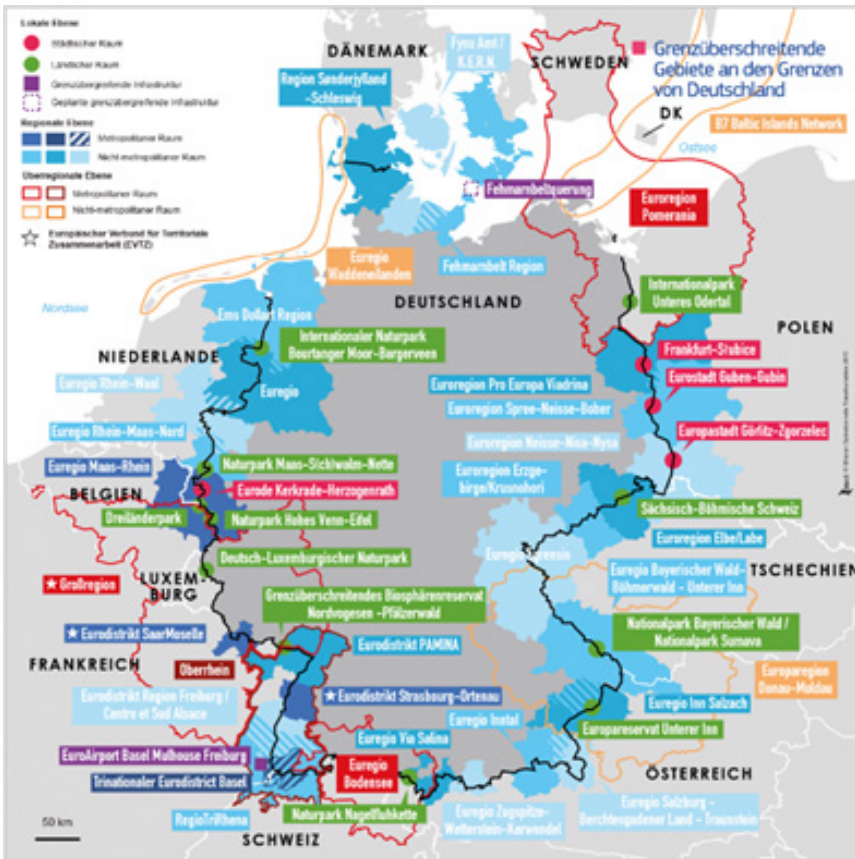 Lokale Ebene
Städtischer Raum
Ländlicher Raum
Grenzübergreifende Infrastruktur
Geplante grenzübergreifende Infrastruktur
Regionale Ebene
Metropolitaner Raum
Nicht-metropolitaner Raum
Überregionale Ebene
Metropolitaner Raum
Nicht-metropolitaner Raum
Europäischer Verbund für Territoriale
Zusammenarbeit (EVTZ)
Grenzüberschreitende
Gebiete an den Grenzen
von Deutschland
DÄNEMARK
Fyns Amt /
K.E.R.N.
SCHWEDEN
Region Sønderjylland
-Schleswig
DK
B7 Baltic Islands Network
Ostsee
Fehmarnbeltquerung
Euroregion
Pomerania
Euregio
Waddeneilanden
Fehmarnbelt Region
Nordsee
DEUTSCHLAND
Internationalpark
Unteres Odertal
Ems Dollart Region
POLEN
Internationaler Naturpark
Bourtanger Moor-Bargerveen
NIEDERLANDE
Frankfurt-Słubice
Eurostadt Guben-Gubin
Euregio Rhein-Waal
Euregio
Euroregion Pro Europa Viadrina
Euroregion Spree-Neisse-Bober
Euregio Rhein-Maas-Nord
Euroregion Neisse-Nisa-Nysa
Europastadt Görlitz-Zgorzelec
Euregio Maas-Rhein
Naturpark Maas-S(ch)walm-Nette
Euroregion Erzge-
birge/Krusnohori
BELGIEN
Eurode Kerkrade-Herzogenrath
Sächsisch-Böhmische Schweiz
Dreiländerpark
Naturpark Hohes Venn-Eifel
Euroregion Elbe/Labe
Deutsch-Luxemburgischer Naturpark
Euregio Egrensis
Euregio Bayerischer Wald-
Böhmerwald - Unterer Inn
TSCHECHIEN
LUXEM-
BURG
Großregion
Grenzüberschreitendes Biosphärenreservat
Nordvogesen -Pfälzerwald
Nationalpark Bayerischer Wald /
Nationalpark Sumava
Eurodistrikt SaarMoselle
Eurodistrikt PAMINA
FRANKREICH
Oberrhein
Europaregion
Donau-Moldau
Eurodistrikt Region Freiburg /
Centre et Sud Alsace
Eurodistrikt Strasbourg-Ortenau
Euregio Inn Salzach
Euregio Inntal
Europareservat Unterer Inn
EuroAirport Basel Mulhouse Freiburg
Euregio Via Salina
Trinationaler Eurodistrict Basel
Euregio
Bodensee
ÖSTERREICH
RegioTriRhena
Naturpark Nagelfluhkette
Euregio Zugspitze-
Wetterstein-Karwendel
Euregio Salzburg -
Berchtesgadener Land - Traunstein
SCHWEIZ
50 km